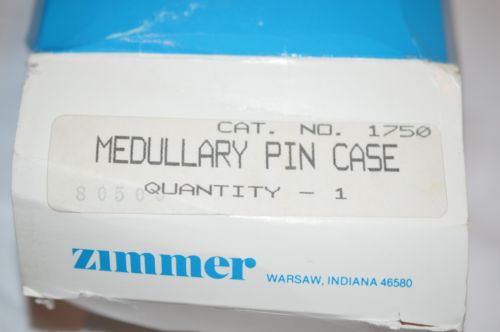 CAT. NO. 1750
MEDULLARY PIN CASE
QUANTITY - 1
zimmer
WARSAW, INDIANA 46580